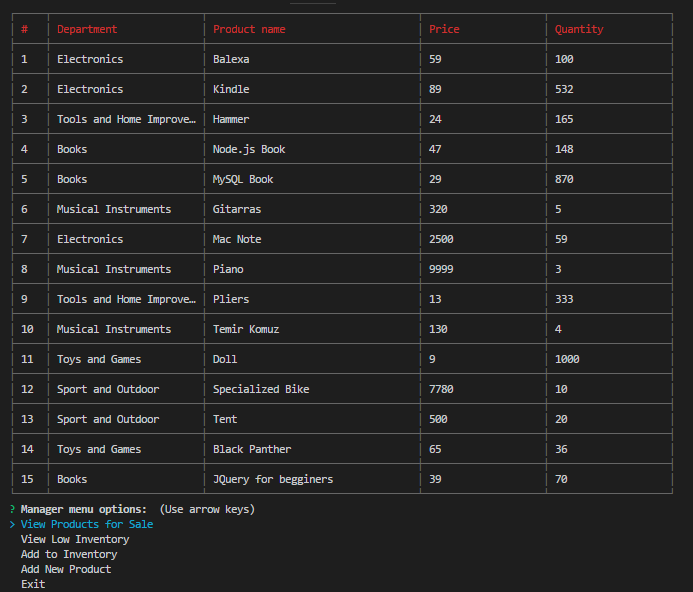 # Department Product name Price Quantity
1 Electronics Balexa 59 100
2 Electronics Kindle 89 532
3 Tools and Home Improve… Hammer 24 165
4 Books Node.js Book 47 148
5 Books MySQL Book 29 870
6 Musical Instruments Gitarras 320 5
7 Electronics Mac Note 2500 59
8 Musical Instruments Piano 9999 3
9 Tools and Home Improve… Pliers 13 333
10 Musical Instruments Temir Komuz 130 4
11 Toys and Games Doll 9 1000
12 Sport and Outdoor Specialized Bike 7780 10
13 Sport and Outdoor Tent 500 20
14 Toys and Games Black Panther 65 36
15 Books JQuery for begginers 39 70
? Manager menu options: (Use arrow keys)
> View Products for Sale
View Low Inventory
Add to Inventory
Add New Product
Exit